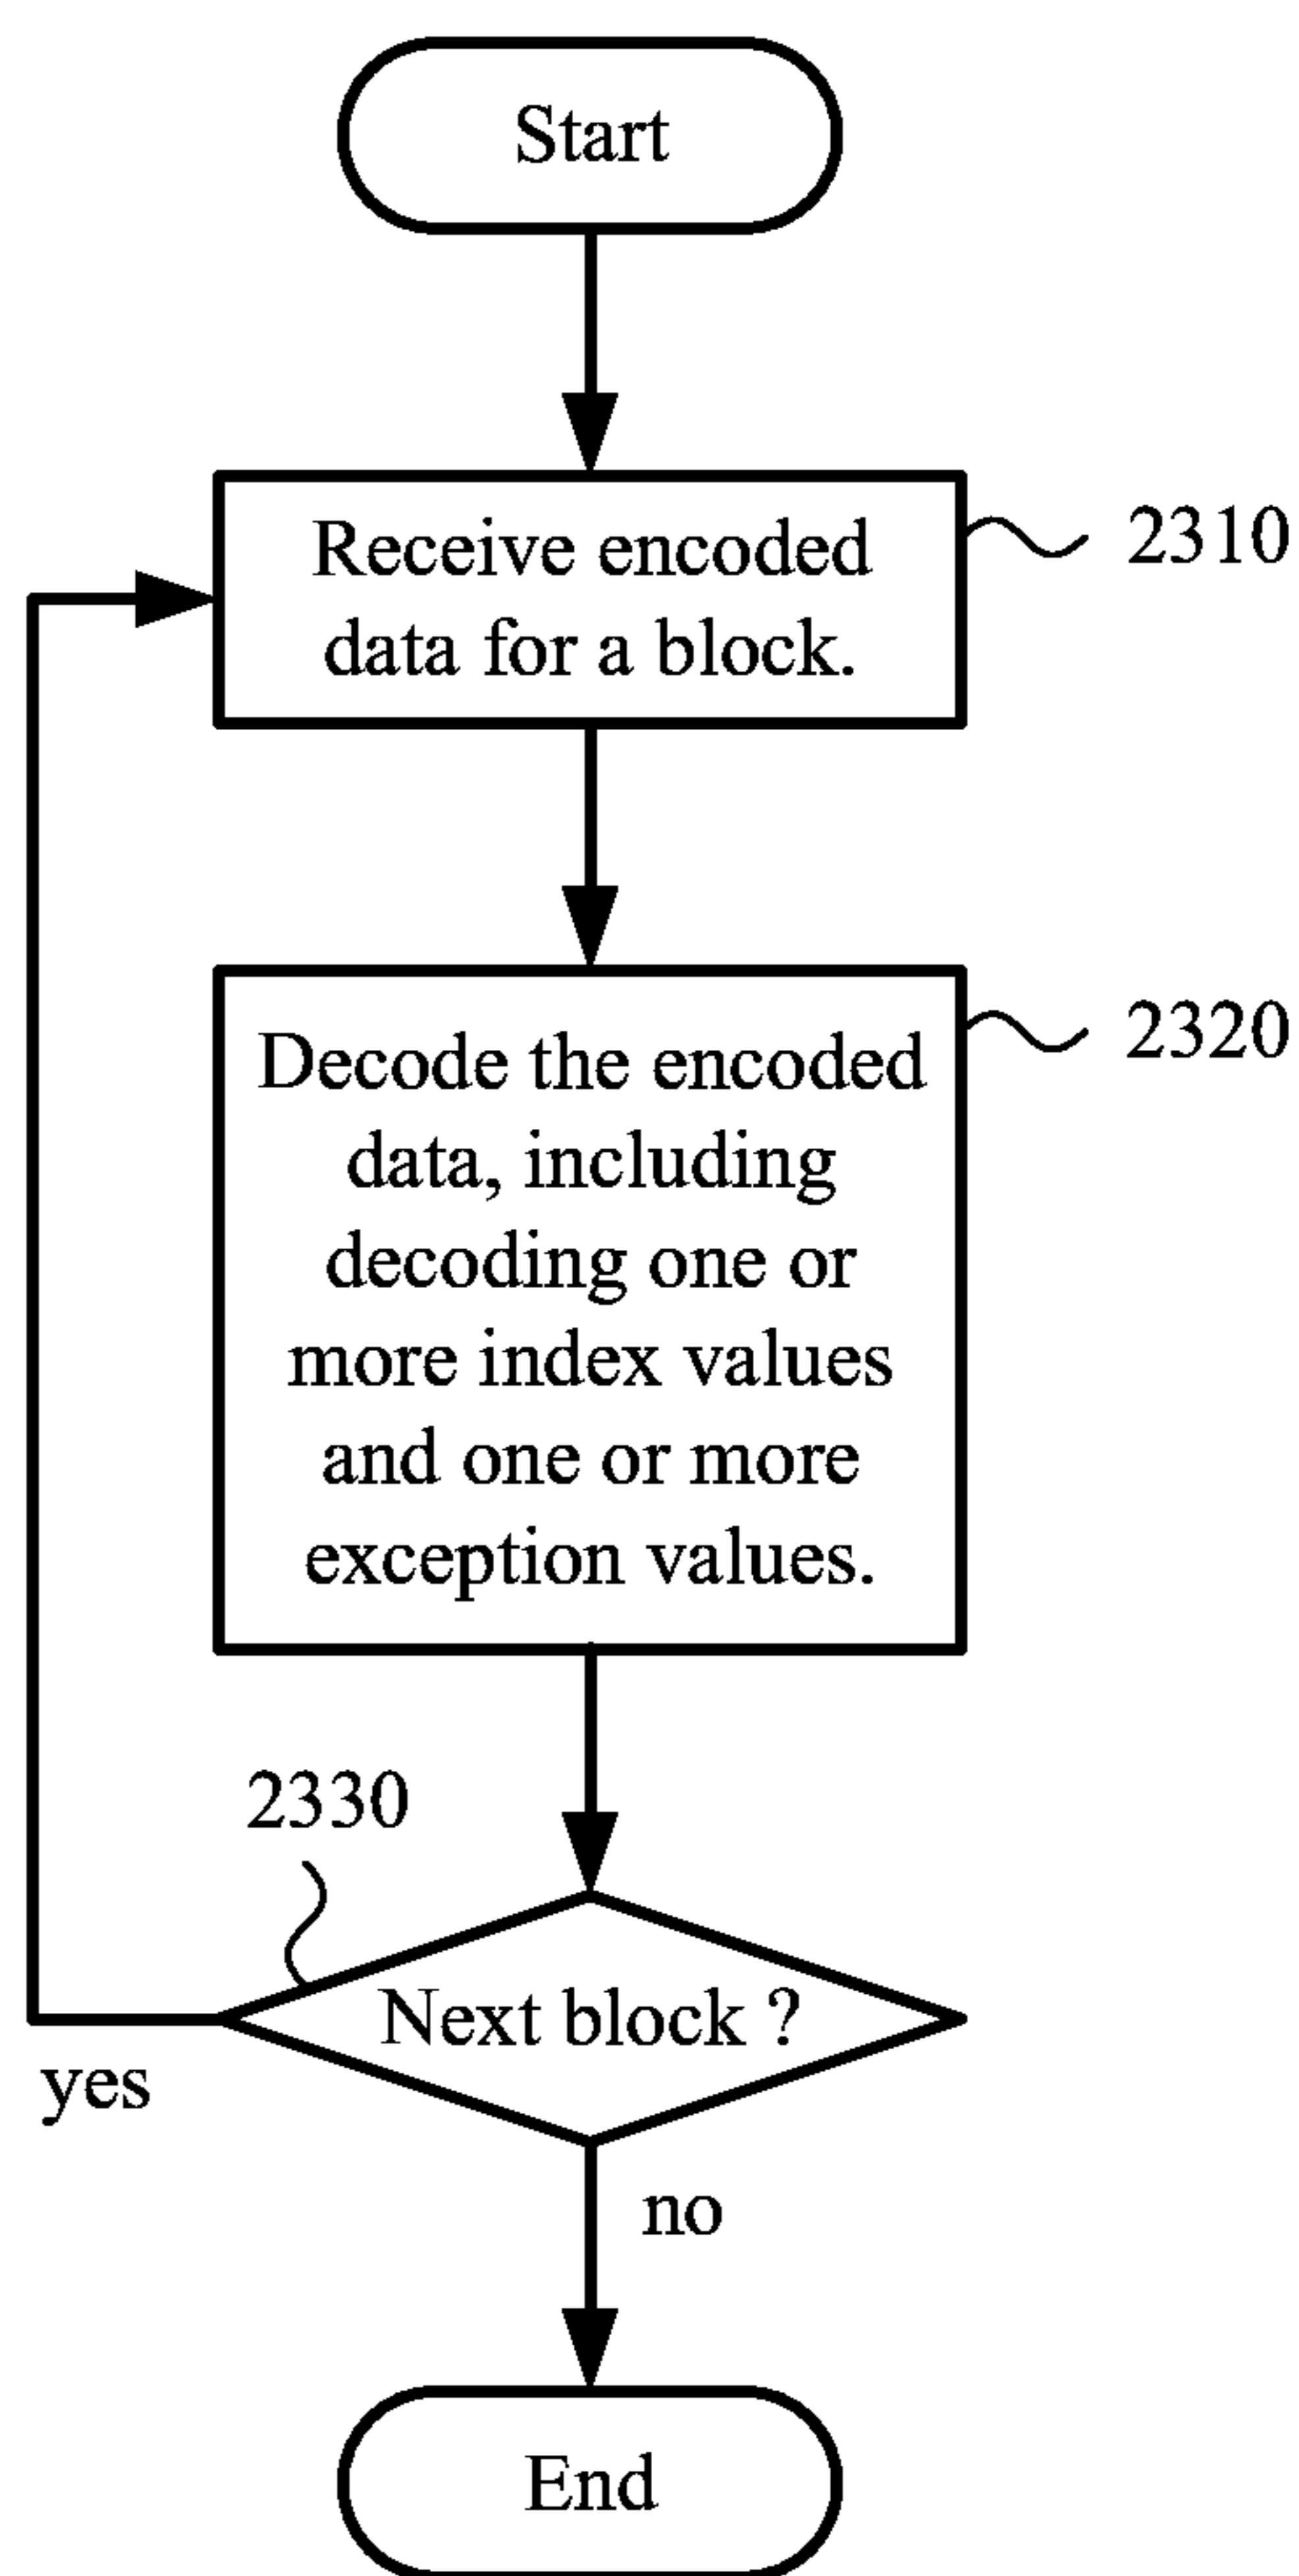 Start
Receive encoded
data for a block.
2310
Decode the encoded
data, including
decoding one or
more index values
and one or more
exception values.
2320
2330
Next block ?
yes
no
End